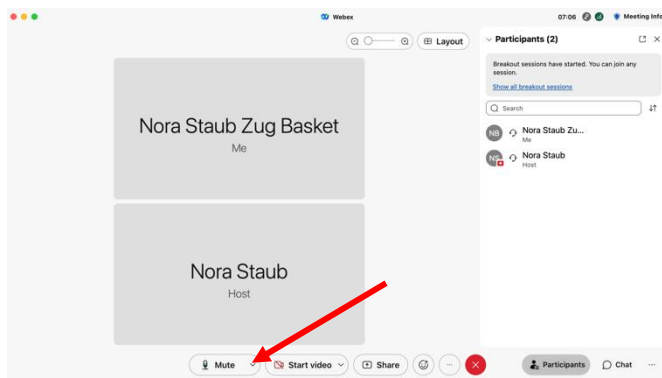 Webex
07:06
Meeting Info
Layout
Participants (2)
Breakout sessions have started. You can join any
session.
Show all breakout sessions
Search
Nora Staub Zug Basket
Me
NB
Nora Staub Zu...
Me
NS
Nora Staub
Host
Nora Staub
Host
Mute
Start video
Share
Participants
Chat